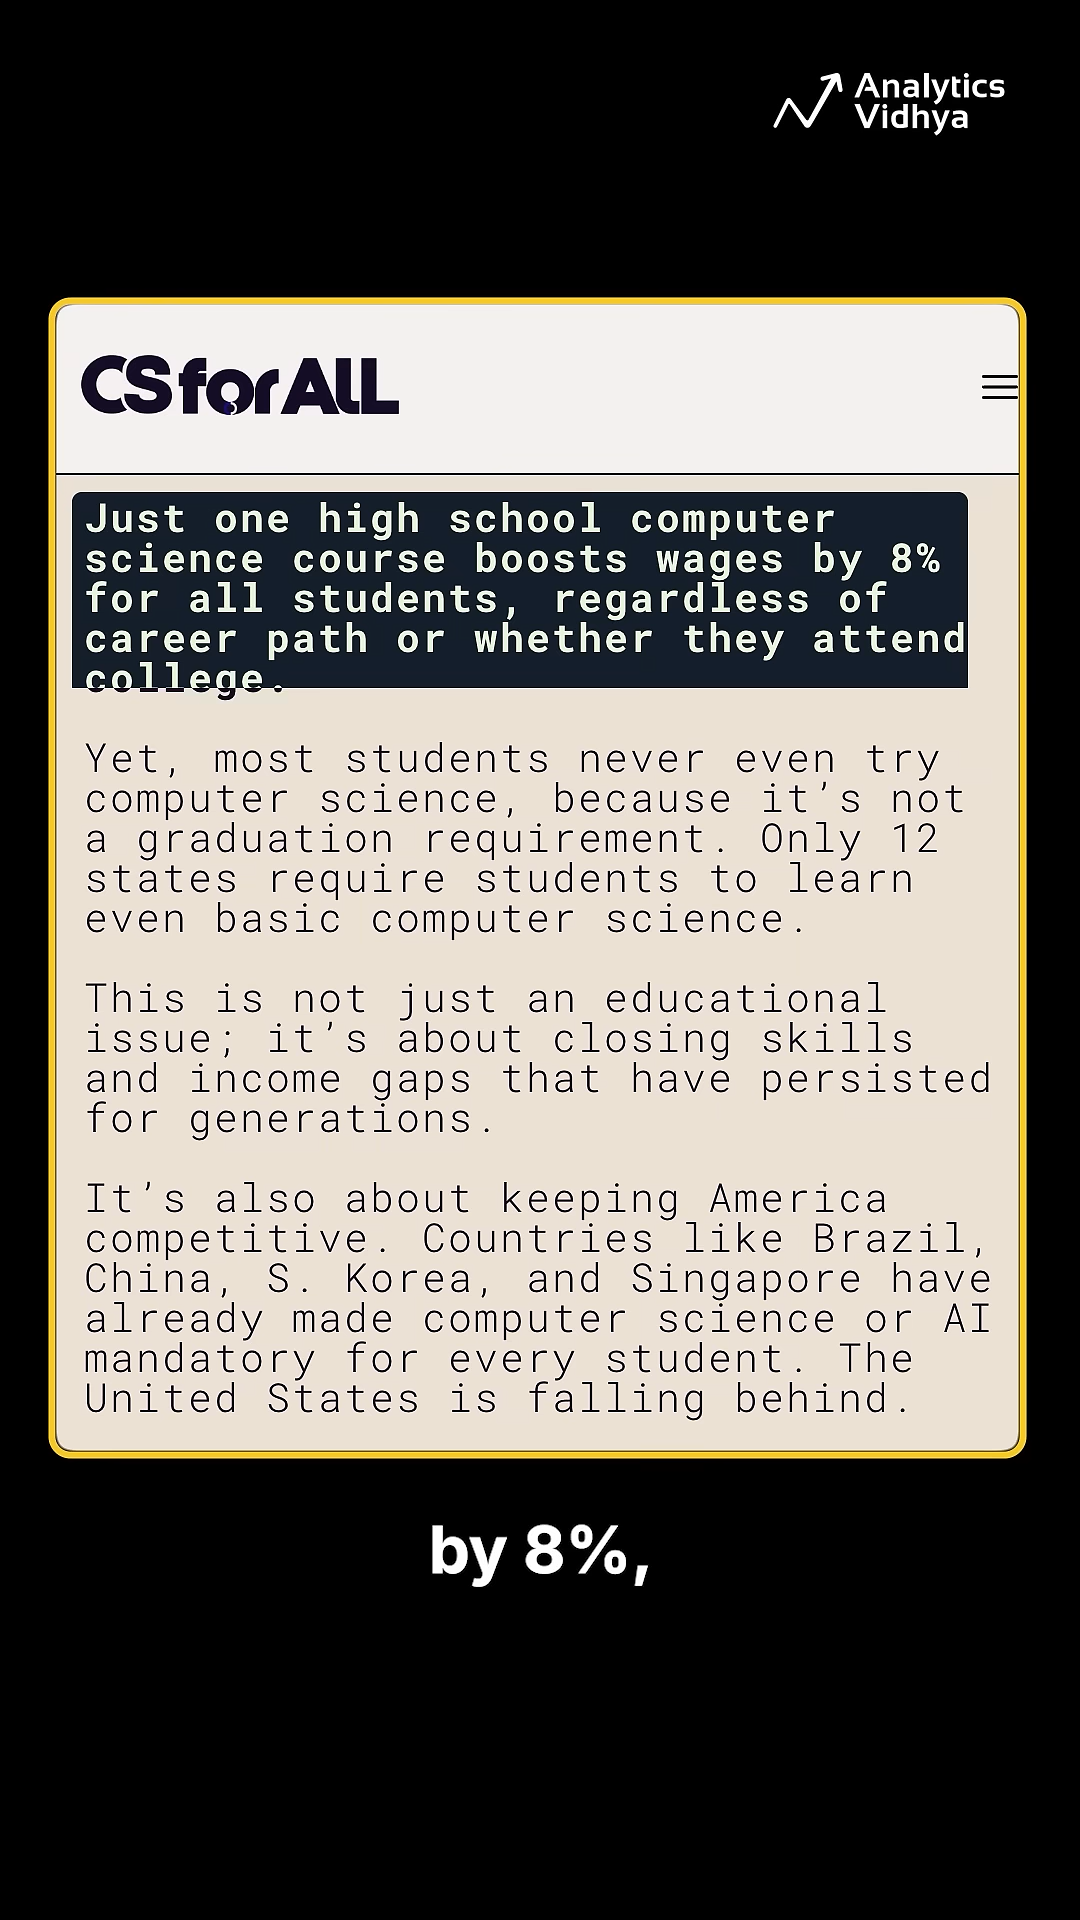 Analytics
Vidhya
CSforALL
Just one high school computer
science course boosts wages by 8%
for all students, regardless of
career path or whether they attend
college.
Yet, most students never even try
computer science, because it’s not
a graduation requirement. Only 12
states require students to learn
even basic computer science.
This is not just an educational
issue; it’s about closing skills
and income gaps that have persisted
for generations.
It’s also about keeping America
competitive. Countries like Brazil,
China, S. Korea, and Singapore have
already made computer science or AI
mandatory for every student. The
United States is falling behind.
by 8%,